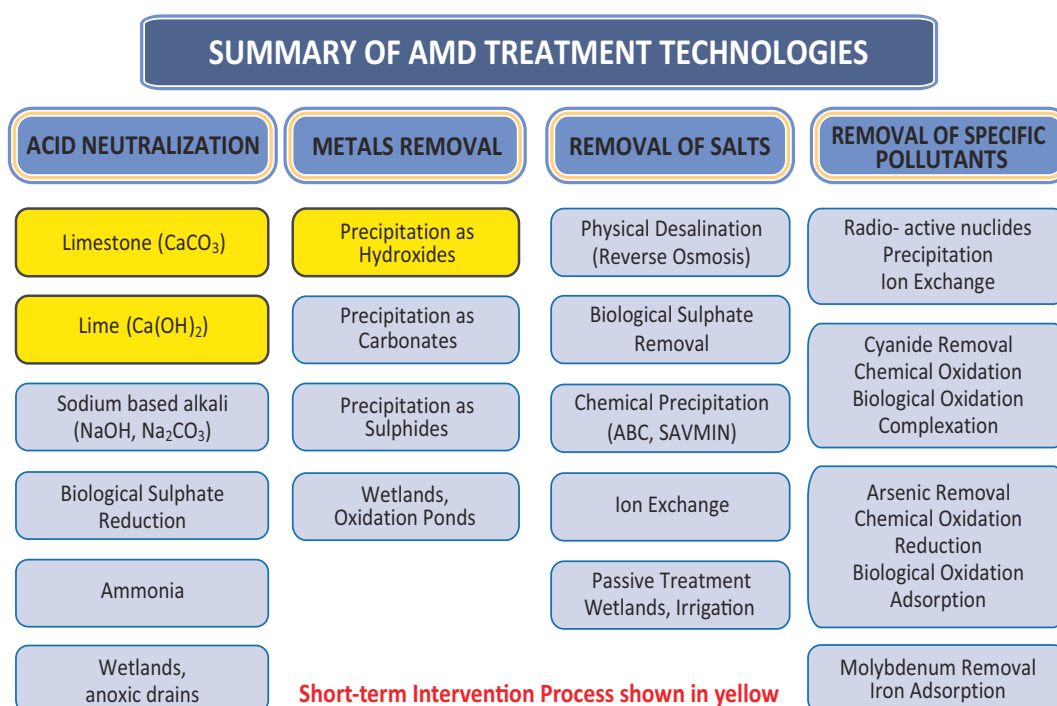 SUMMARY OF AMD TREATMENT TECHNOLOGIES
ACID NEUTRALIZATION
Limestone (CaCO₃)
Lime (Ca(OH)₂)
Sodium based alkali
(NaOH, Na₂CO₃)
Biological Sulphate
Reduction
Ammonia
Wetlands,
anoxic drains
METALS REMOVAL
Precipitation as
Hydroxides
Precipitation as
Carbonates
Precipitation as
Sulphides
Wetlands,
Oxidation Ponds
REMOVAL OF SALTS
Physical Desalination
(Reverse Osmosis)
Biological Sulphate
Removal
Chemical Precipitation
(ABC, SAVMIN)
Ion Exchange
Passive Treatment
Wetlands, Irrigation
REMOVAL OF SPECIFIC
POLLUTANTS
Radio- active nuclides
Precipitation
Ion Exchange
Cyanide Removal
Chemical Oxidation
Biological Oxidation
Complexation
Arsenic Removal
Chemical Oxidation
Reduction
Biological Oxidation
Adsorption
Molybdenum Removal
Iron Adsorption
Short-term Intervention Process shown in yellow